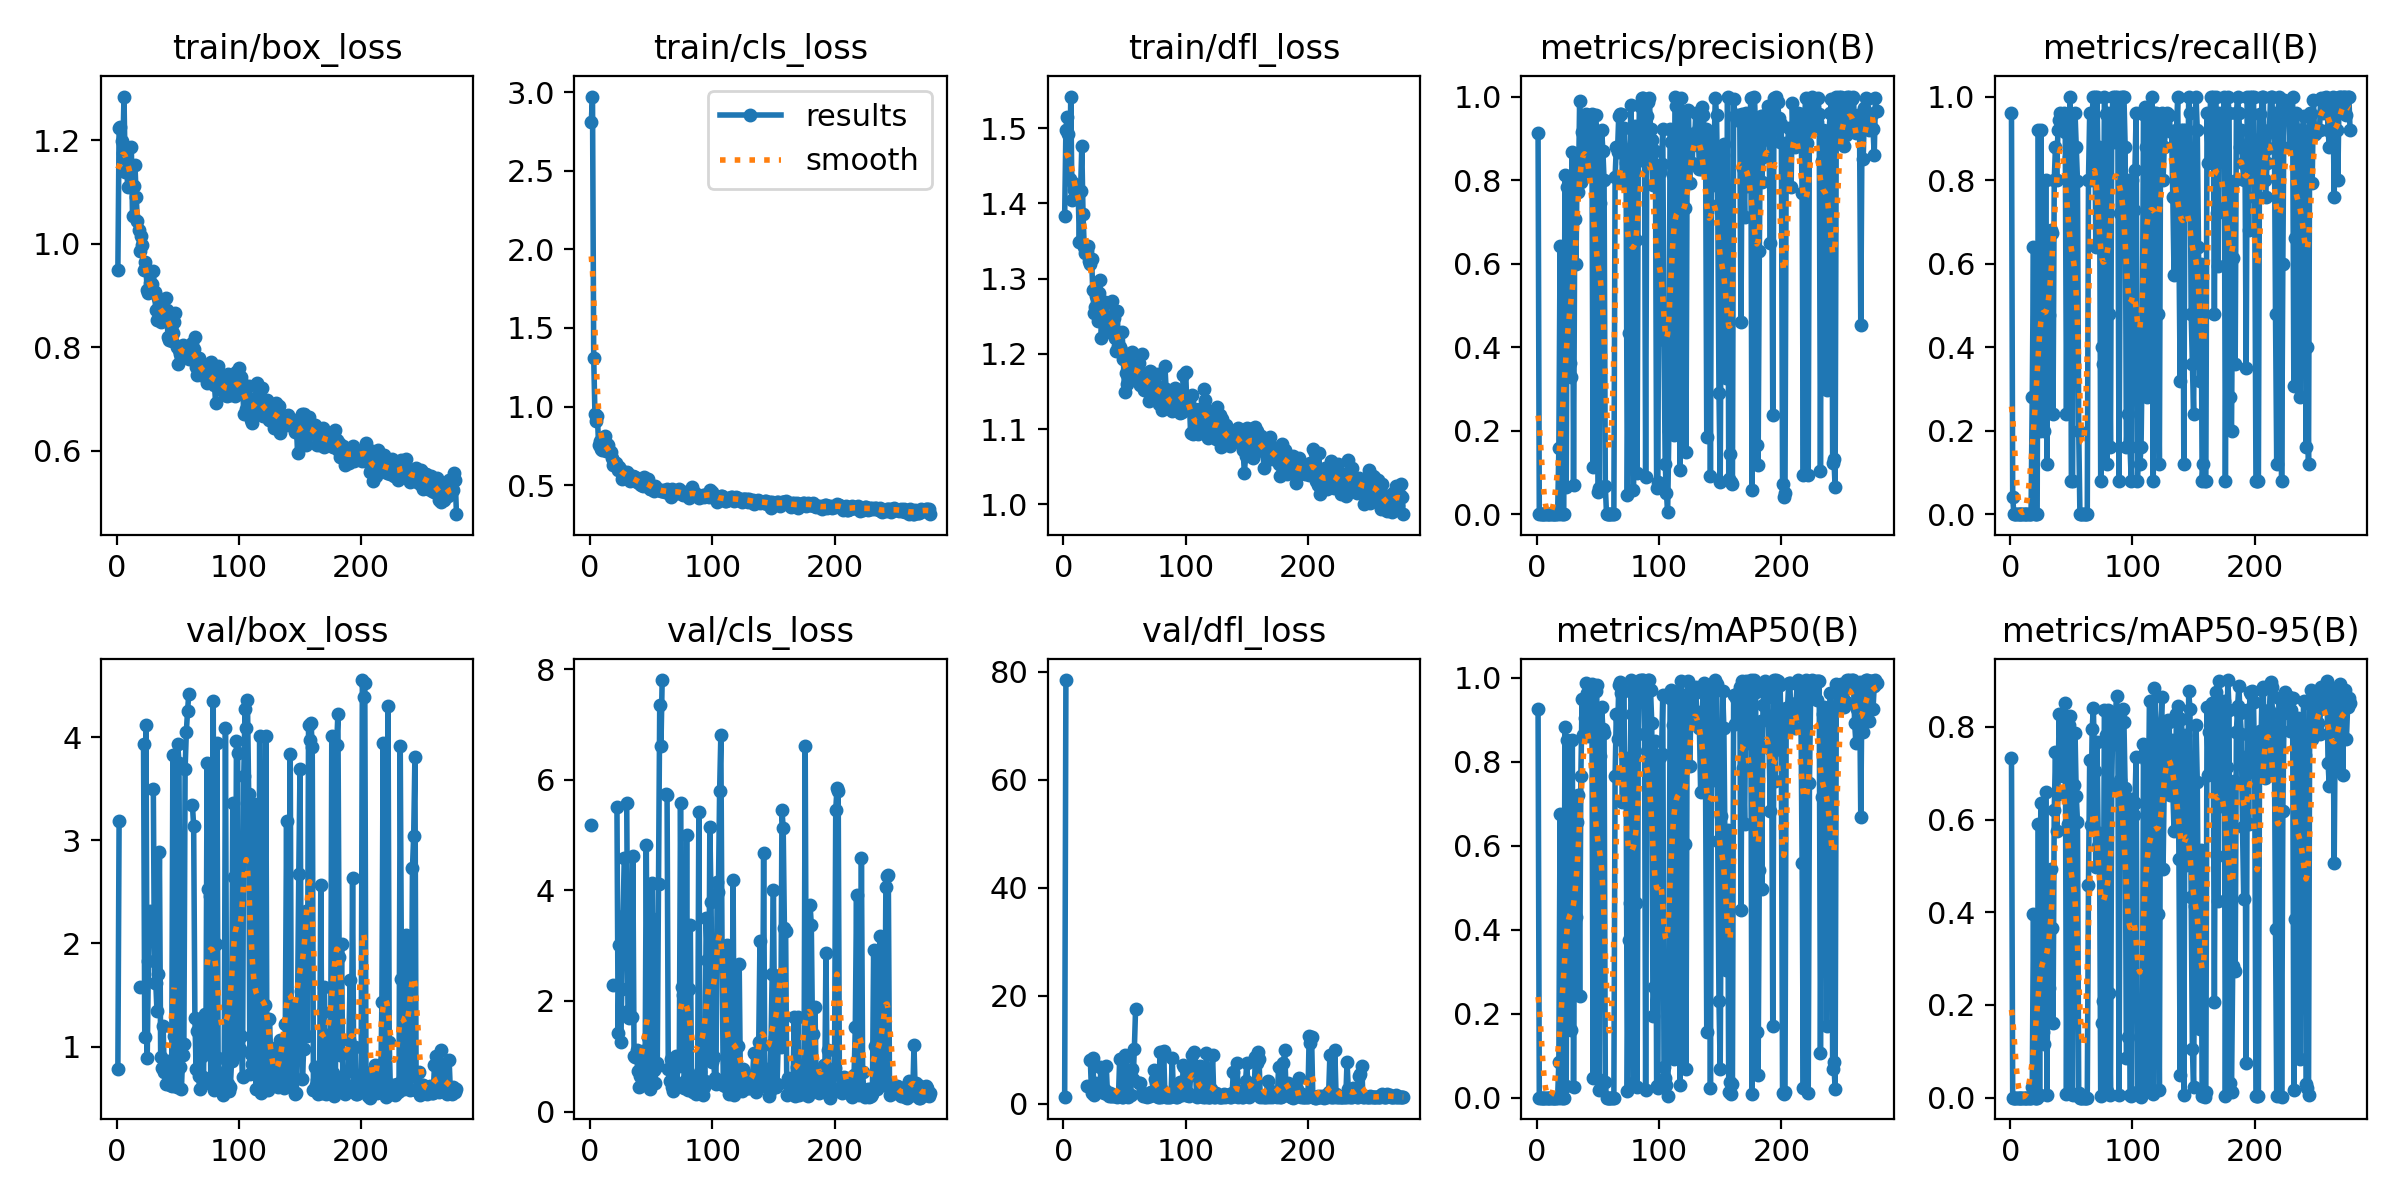 train/box_loss
train/cls_loss
train/dfl_loss
metrics/precision(B)
metrics/recall(B)
1.2
1.0
0.8
0.6
0 100 200
3.0
2.5
2.0
1.5
1.0
0.5
0 100 200
results
smooth
1.5
1.4
1.3
1.2
1.1
1.0
0 100 200
1.0
0.8
0.6
0.4
0.2
0.0
0 100 200
1.0
0.8
0.6
0.4
0.2
0.0
0 100 200
val/box_loss
val/cls_loss
val/dfl_loss
metrics/mAP50(B)
metrics/mAP50-95(B)
4
3
2
1
0 100 200
8
6
4
2
0
0 100 200
80
60
40
20
0
0 100 200
1.0
0.8
0.6
0.4
0.2
0.0
0 100 200
0.8
0.6
0.4
0.2
0.0
0 100 200